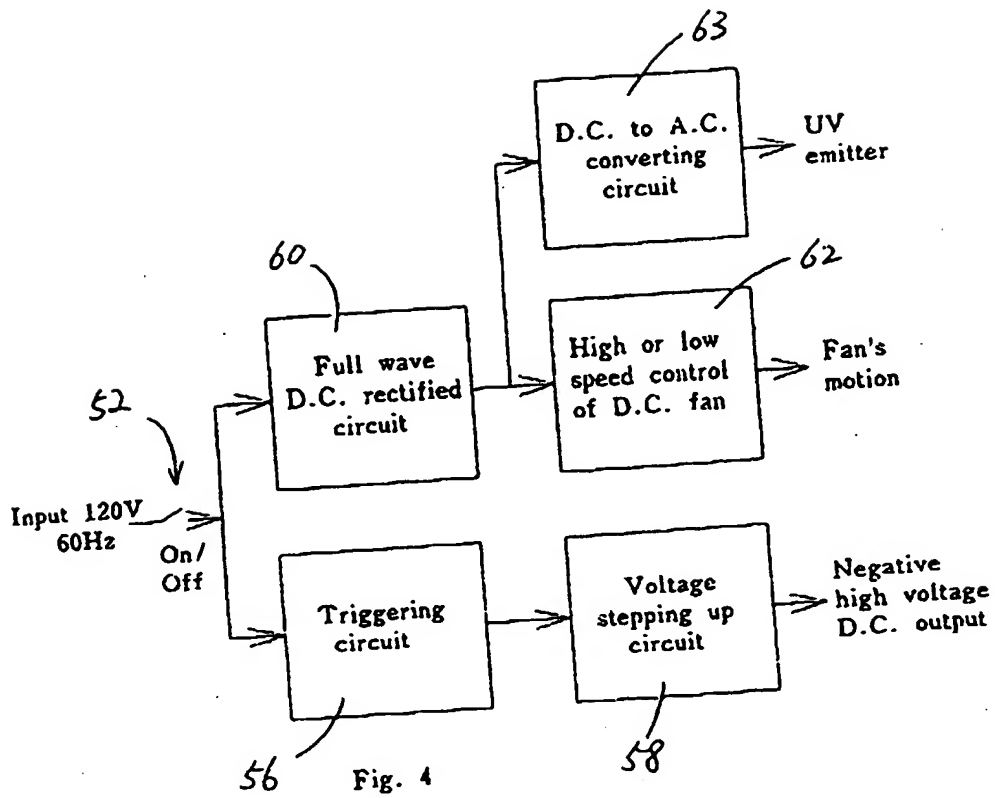 63
D.C. to A.C.
converting
circuit
UV
emitter
60
62
Full wave
D.C. rectified
circuit
High or low
speed control
of D.C. fan
Fan's
motion
52
Input 120V
60Hz
On/
Off
Triggering
circuit
Voltage
stepping up
circuit
Negative
high voltage
D.C. output
56
58
Fig. 4